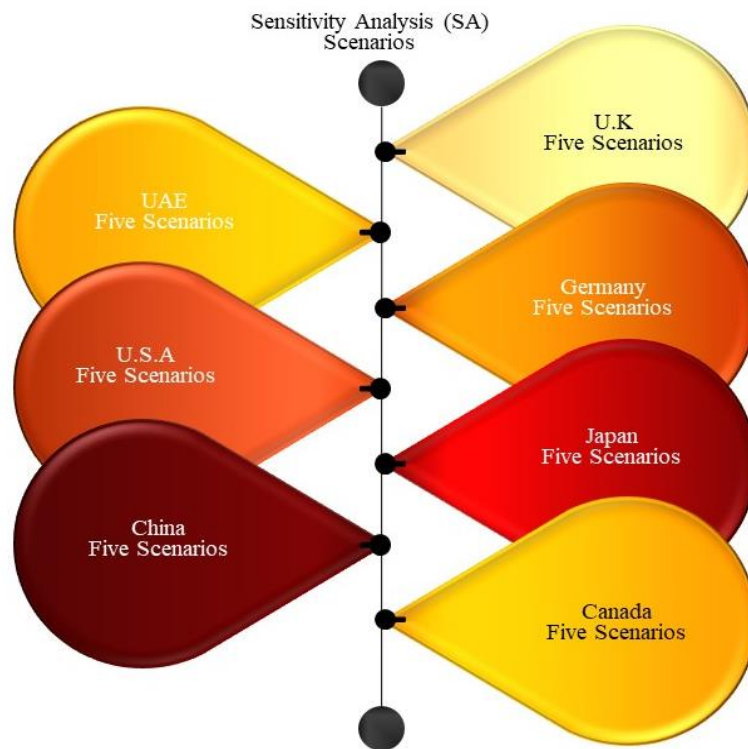 Sensitivity Analysis (SA)
Scenarios
U.K
Five Scenarios
UAE
Five Scenarios
Germany
Five Scenarios
U.S.A
Five Scenarios
Japan
Five Scenarios
China
Five Scenarios
Canada
Five Scenarios